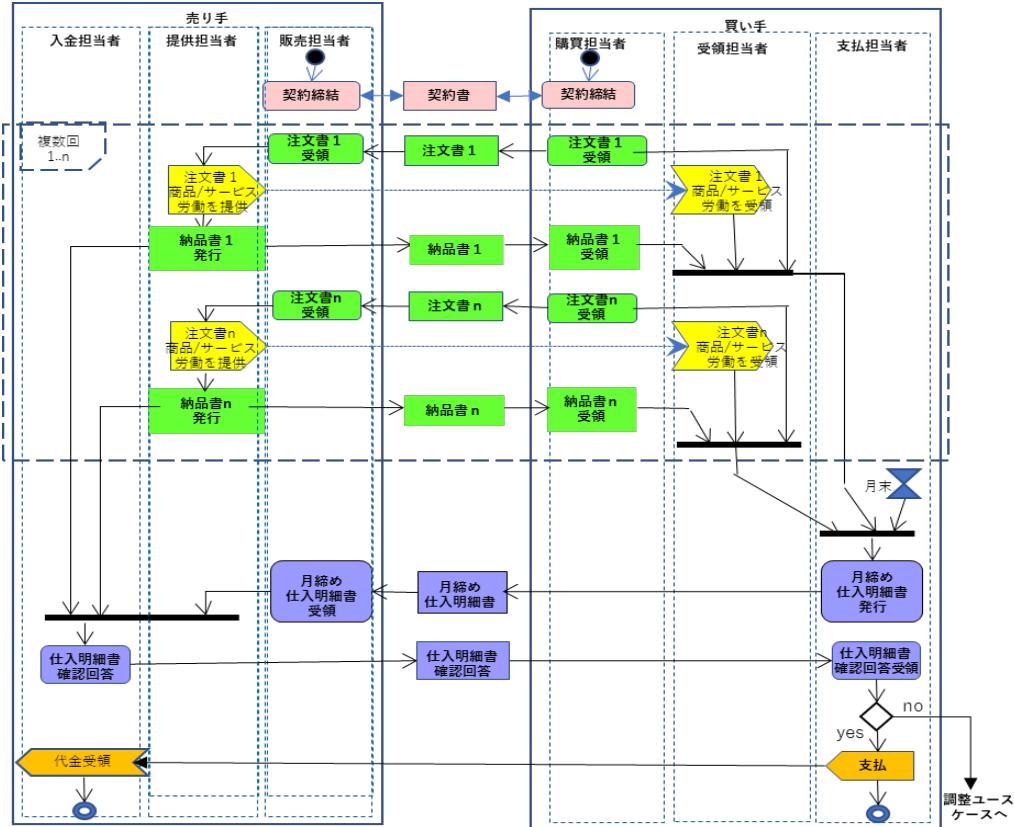 売り手
買い手
入金担当者
提供担当者
販売担当者
購買担当者
受領担当者
支払担当者
契約締結
契約書
契約締結
複数回
1..n
注文書１
受領
注文書１
注文書１
受領
注文書１
商品/サービス
労働を提供
注文書１
商品/サービス
労働を受領
納品書１
発行
納品書１
納品書１
受領
注文書n
受領
注文書ｎ
注文書n
受領
注文書n
商品/サービス
労働を提供
注文書n
商品/サービス
労働を受領
納品書n
発行
納品書ｎ
納品書ｎ
受領
月末
月締め
仕入明細書
受領
月締め
仕入明細書
月締め
仕入明細書
発行
仕入明細書
確認回答
仕入明細書
確認回答
仕入明細書
確認回答受領
no
yes
代金受領
支払
調整ユース
ケースへ